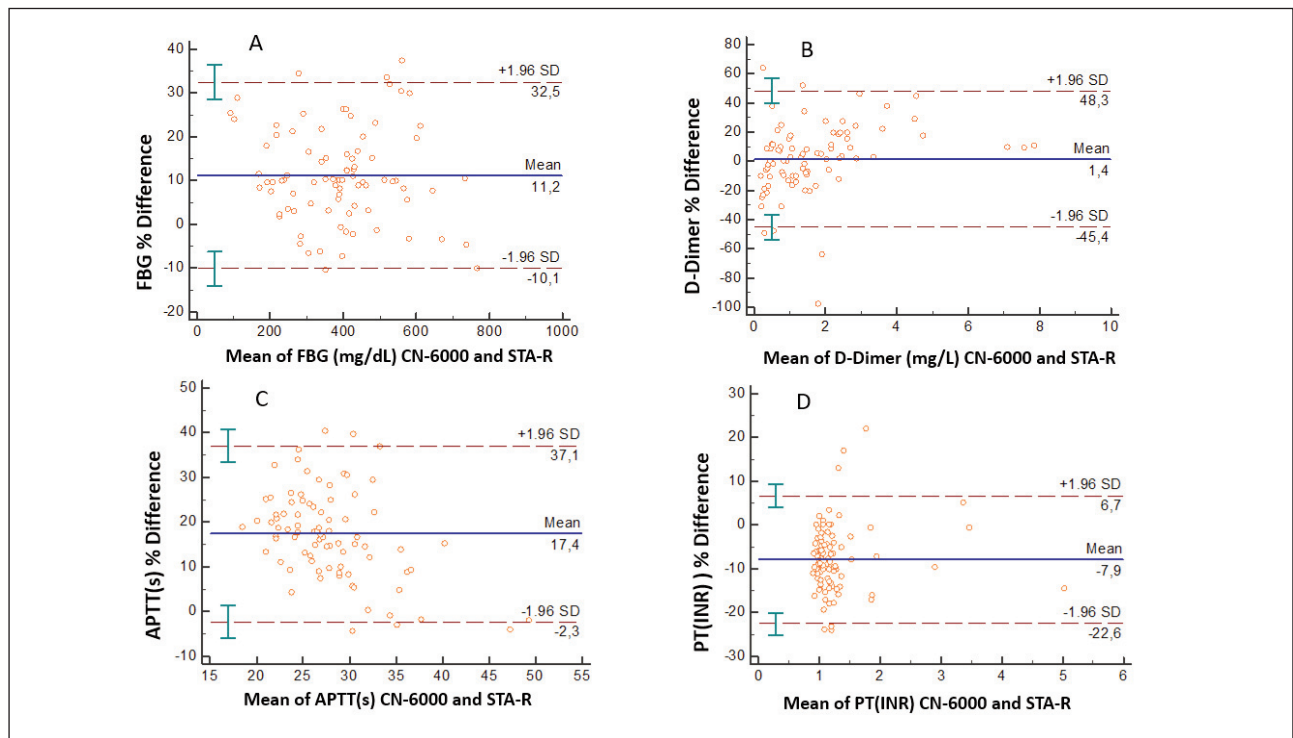 A
FBG % Difference
40
30
20
10
0
-10
-20
+1.96 SD
32,5
Mean
11,2
-1.96 SD
-10,1
0 200 400 600 800 1000
Mean of FBG (mg/dL) CN-6000 and STA-R
B
D-Dimer % Difference
80
60
40
20
0
-20
-40
-60
-80
-100
+1.96 SD
48,3
Mean
1,4
-1.96 SD
-45,4
0 2 4 6 8 10
Mean of D-Dimer (mg/L) CN-6000 and STA-R
C
APTT(s) % Difference
50
40
30
20
10
0
-10
+1.96 SD
37,1
Mean
17,4
-1.96 SD
-2,3
15 20 25 30 35 40 45 50 55
Mean of APTT(s) CN-6000 and STA-R
D
PT(INR) ) % Difference
30
20
10
0
-10
-20
-30
+1.96 SD
6,7
Mean
-7,9
-1.96 SD
-22,6
0 1 2 3 4 5 6
Mean of PT(INR) CN-6000 and STA-R